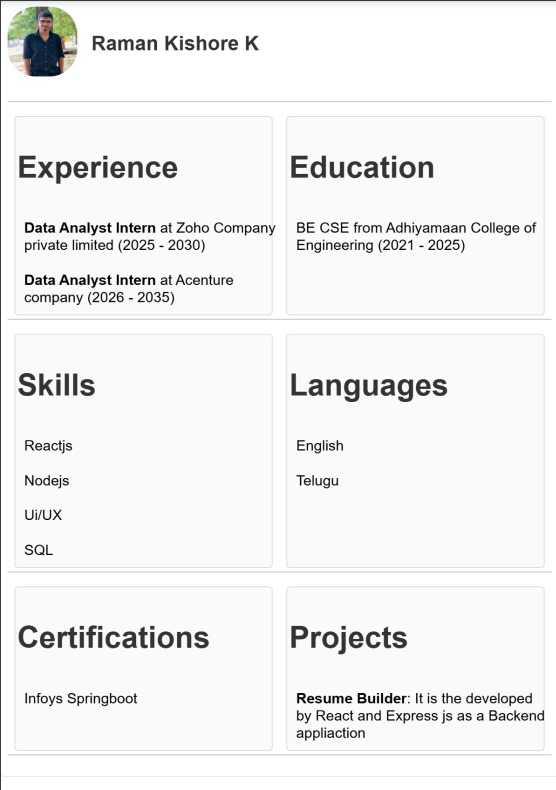 Raman Kishore K
Experience
Data Analyst Intern at Zoho Company
private limited (2025 - 2030)
Data Analyst Intern at Acenture
company (2026 - 2035)
Education
BE CSE from Adhiyamaan College of
Engineering (2021 - 2025)
Skills
Reactjs
Nodejs
Ui/UX
SQL
Languages
English
Telugu
Certifications
Infoys Springboot
Projects
Resume Builder: It is the developed
by React and Express js as a Backend
appliaction